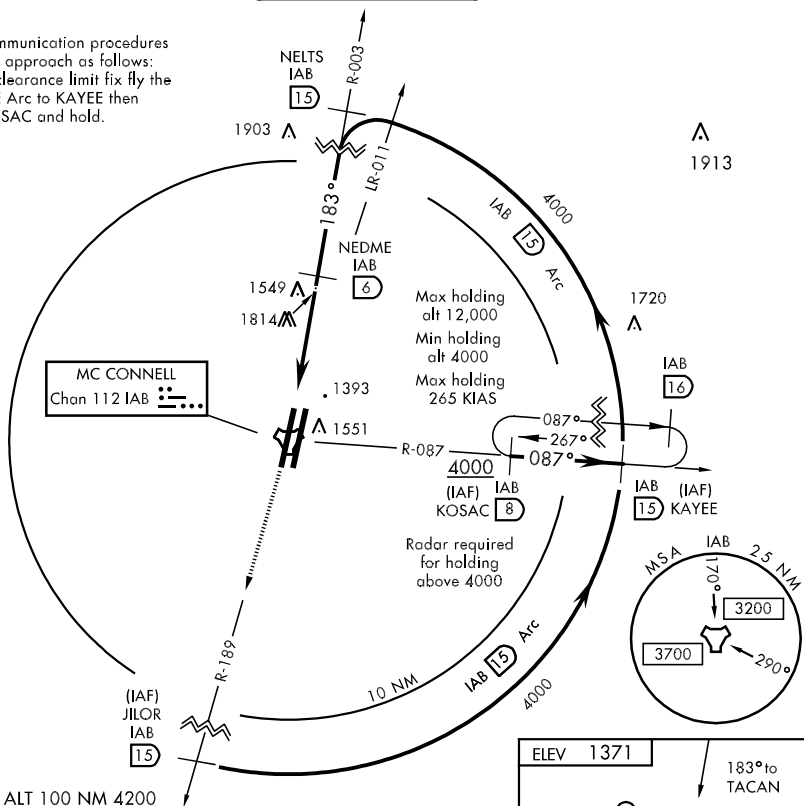 mmunication procedures
approach as follows:
clearance limit fix fly the
Arc to KAYEE then
SAC and hold.
NELTS
IAB
15
R-003
1903
LR-011
1913
183°
4000
IAB 15 Arc
NEDME
IAB
6
1549
1814
Max holding
alt 12,000
Min holding
alt 4000
Max holding
265 KIAS
1720
MC CONNELL
Chan 112 IAB
1393
1551
IAB
16
087°
267°
R-087
4000
087°
(IAF)
KOSAC
IAB
8
IAB
15
(IAF)
KAYEE
Radar required
for holding
above 4000
MSA IAB 25 NM
170°
3200
3700
290°
R-189
10 NM
IAB 15 Arc
4000
(IAF)
JILOR
IAB
15
ALT 100 NM 4200
ELEV 1371
183° to
TACAN